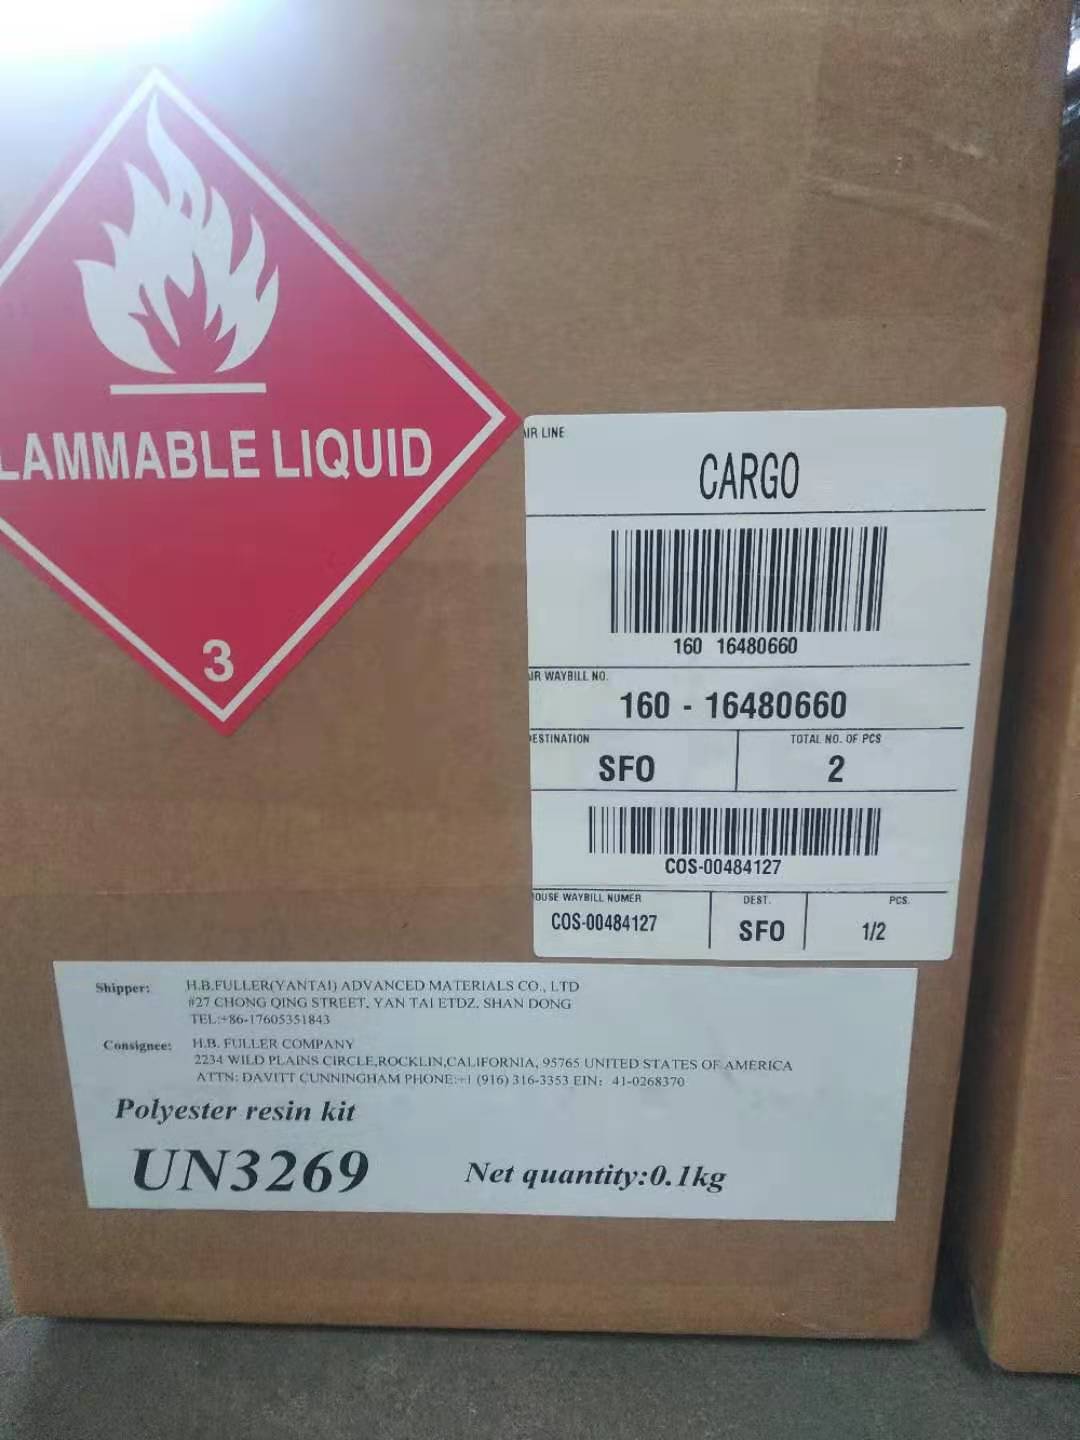 LAMMABLE LIQUID
3
IR LINE
CARGO
160 16480660
IR WAYBILL NO.
160 - 16480660
ESTINATION
TOTAL NO. OF PCS
SFO
2
COS-00484127
OUSE WAYBILL NUMER
DEST.
PCS.
COS-00484127
SFO
1/2
Shipper: H.B.FULLER(YANTAI) ADVANCED MATERIALS CO., LTD
#27 CHONG QING STREET, YAN TAI ETDZ, SHAN DONG
TEL:+86-17605351843
Consignee: H.B. FULLER COMPANY
2234 WILD PLAINS CIRCLE,ROCKLIN,CALIFORNIA, 95765 UNITED STATES OF AMERICA
ATTN: DAVITT CUNNINGHAM PHONE:+1 (916) 316-3353 EIN: 41-0268370
Polyester resin kit
UN3269
Net quantity:0.1kg